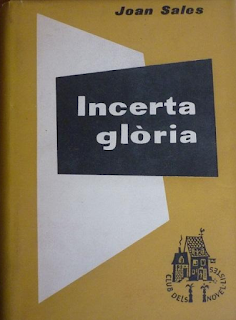 Joan Sales
Incerta
glòria
CLUB DELS NOVEL·LISTES